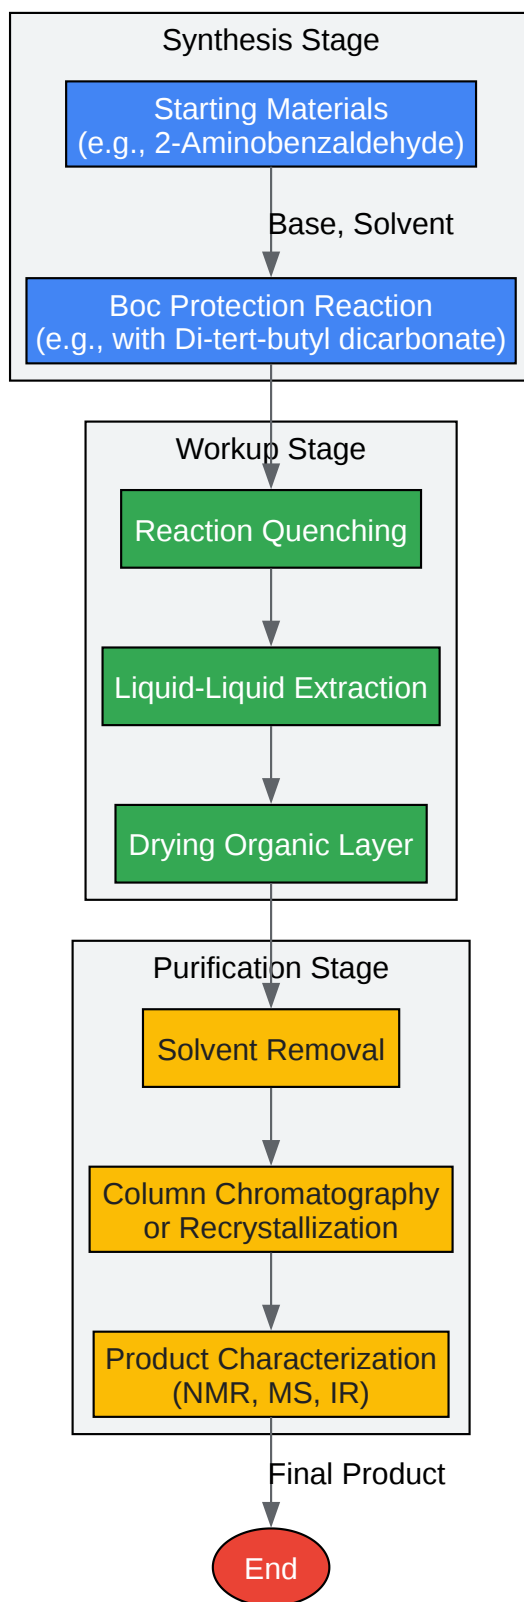 Synthesis Stage
Starting Materials
(e.g., 2-Aminobenzaldehyde)
Base, Solvent
Boc Protection Reaction
(e.g., with Di-tert-butyl dicarbonate)
Workup Stage
Reaction Quenching
Liquid-Liquid Extraction
Drying Organic Layer
Purification Stage
Solvent Removal
Column Chromatography
or Recrystallization
Product Characterization
(NMR, MS, IR)
Final Product
End